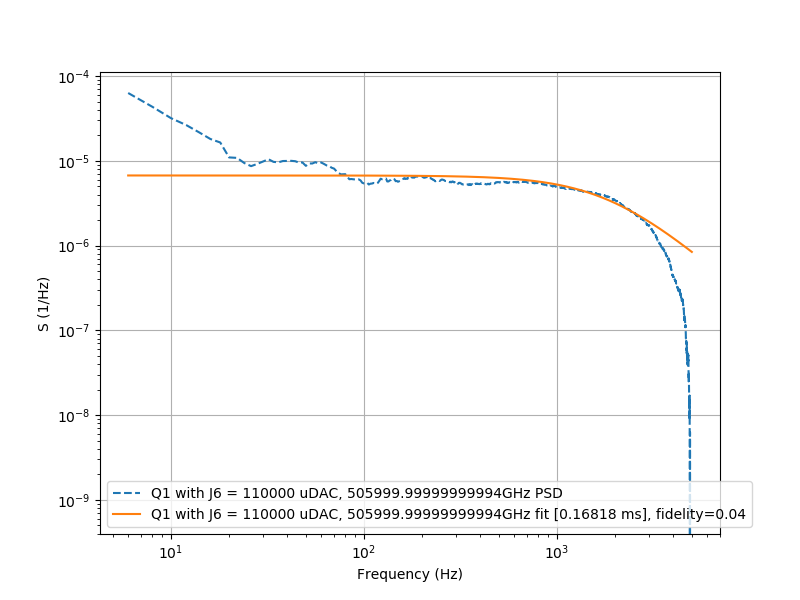 10⁻⁴
10⁻⁵
10⁻⁶
10⁻⁷
10⁻⁸
10⁻⁹
S (1/Hz)
Q1 with J6 = 110000 uDAC, 505999.99999999994GHz PSD
Q1 with J6 = 110000 uDAC, 505999.99999999994GHz fit [0.16818 ms], fidelity=0.04
10¹ 10² 10³
Frequency (Hz)